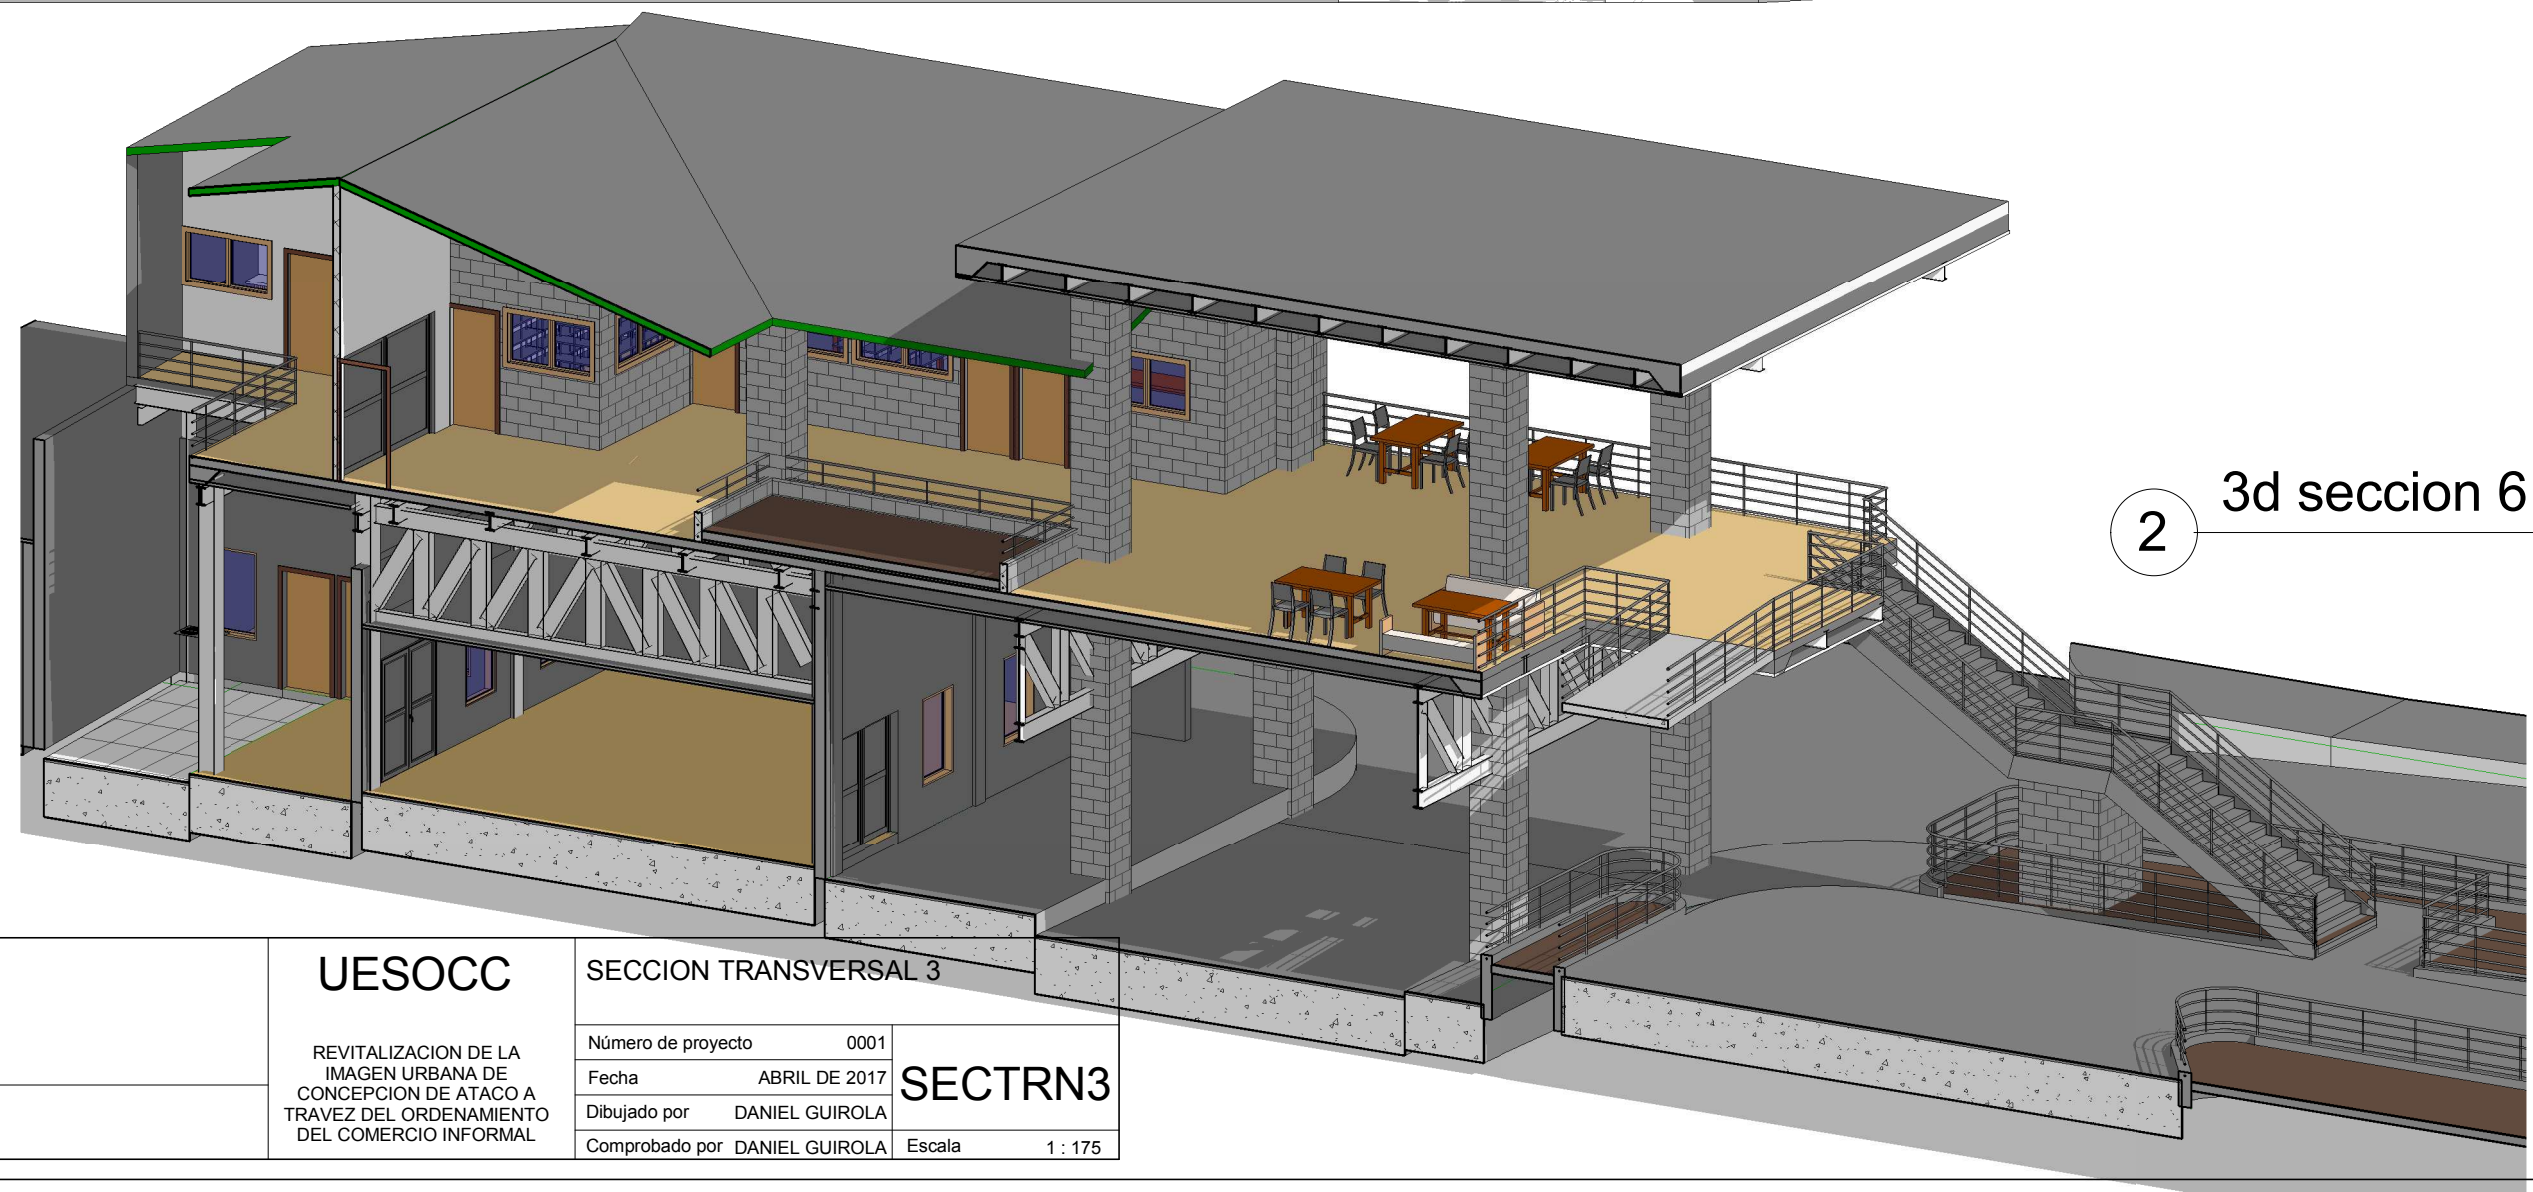 2
3d seccion 6
UESOCC
REVITALIZACION DE LA
IMAGEN URBANA DE
CONCEPCION DE ATACO A
TRAVEZ DEL ORDENAMIENTO
DEL COMERCIO INFORMAL
SECCION TRANSVERSAL 3
Número de proyecto 0001
Fecha ABRIL DE 2017
Dibujado por DANIEL GUIROLA
Comprobado por DANIEL GUIROLA
SECTRN3
Escala 1 : 175